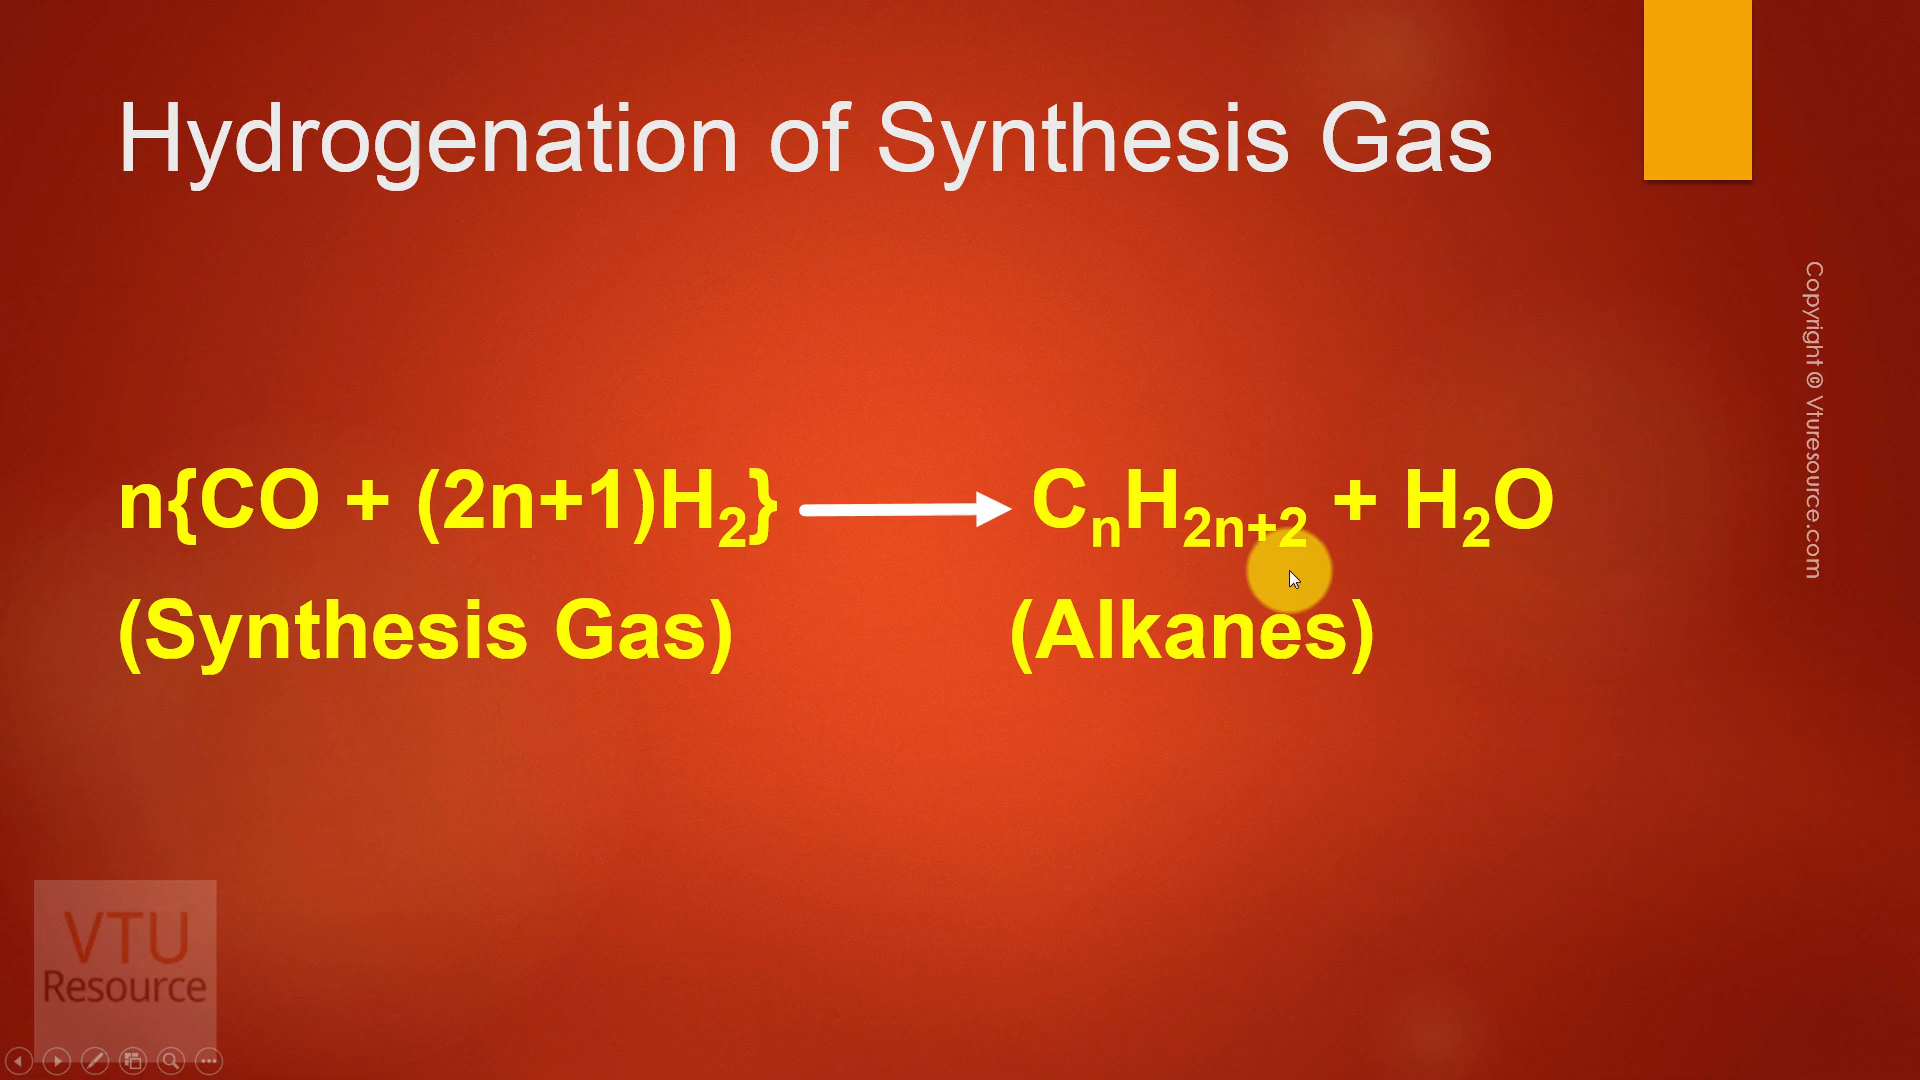 Hydrogenation of Synthesis Gas
n{CO + (2n+1)H₂} ⟶ CₙH₂ₙ₊₂ + H₂O
(Synthesis Gas) (Alkanes)
Copyright © Vturesource.com
VTU
Resource